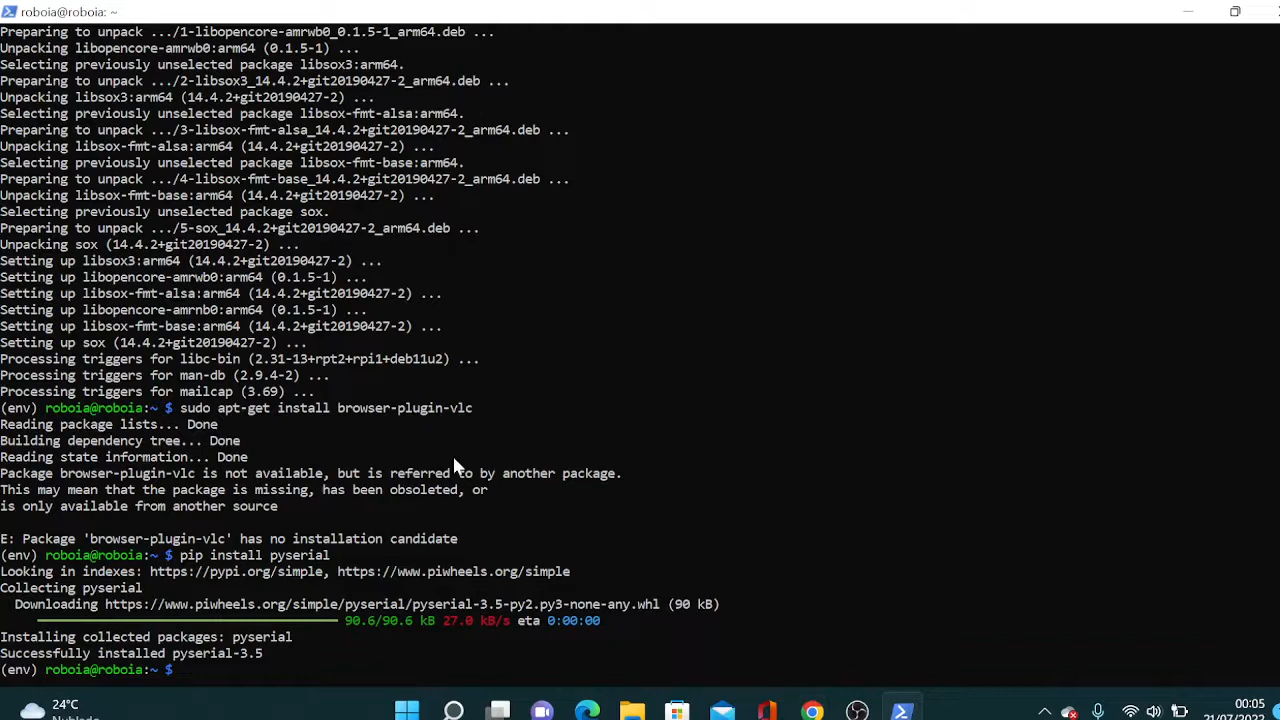 roboia@roboia: ~
Preparing to unpack .../1-libopencore-amrwb0_0.1.5-1_arm64.deb ...
Unpacking libopencore-amrwb0:arm64 (0.1.5-1) ...
Selecting previously unselected package libsox3:arm64.
Preparing to unpack .../2-libsox3_14.4.2+git20190427-2_arm64.deb ...
Unpacking libsox3:arm64 (14.4.2+git20190427-2) ...
Selecting previously unselected package libsox-fmt-alsa:arm64.
Preparing to unpack .../3-libsox-fmt-alsa_14.4.2+git20190427-2_arm64.deb ...
Unpacking libsox-fmt-alsa:arm64 (14.4.2+git20190427-2) ...
Selecting previously unselected package libsox-fmt-base:arm64.
Preparing to unpack .../4-libsox-fmt-base_14.4.2+git20190427-2_arm64.deb ...
Unpacking libsox-fmt-base:arm64 (14.4.2+git20190427-2) ...
Selecting previously unselected package sox.
Preparing to unpack .../5-sox_14.4.2+git20190427-2_arm64.deb ...
Unpacking sox (14.4.2+git20190427-2) ...
Setting up libsox3:arm64 (14.4.2+git20190427-2) ...
Setting up libopencore-amrwb0:arm64 (0.1.5-1) ...
Setting up libsox-fmt-alsa:arm64 (14.4.2+git20190427-2) ...
Setting up libopencore-amrnb0:arm64 (0.1.5-1) ...
Setting up libsox-fmt-base:arm64 (14.4.2+git20190427-2) ...
Setting up sox (14.4.2+git20190427-2) ...
Processing triggers for libc-bin (2.31-13+rpt2+rpi1+deb11u2) ...
Processing triggers for man-db (2.9.4-2) ...
Processing triggers for mailcap (3.69) ...
(env) roboia@roboia:~ $ sudo apt-get install browser-plugin-vlc
Reading package lists... Done
Building dependency tree... Done
Reading state information... Done
Package browser-plugin-vlc is not available, but is referred to by another package.
This may mean that the package is missing, has been obsoleted, or
is only available from another source
E: Package 'browser-plugin-vlc' has no installation candidate
(env) roboia@roboia:~ $ pip install pyserial
Looking in indexes: https://pypi.org/simple, https://www.piwheels.org/simple
Collecting pyserial
Downloading https://www.piwheels.org/simple/pyserial/pyserial-3.5-py2.py3-none-any.whl (90 kB)
90.6/90.6 kB 27.0 kB/s eta 0:00:00
Installing collected packages: pyserial
Successfully installed pyserial-3.5
(env) roboia@roboia:~ $
24°C
Nublado
00:05
21/07/2022